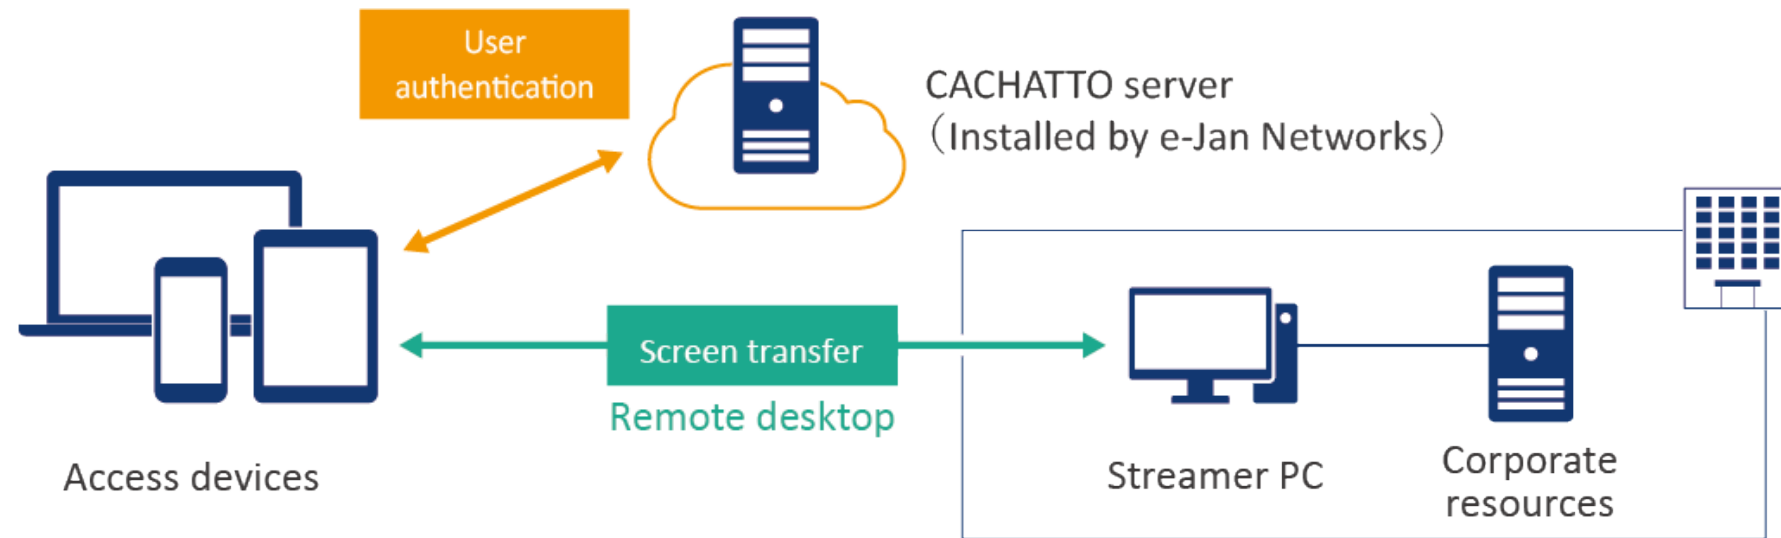 User
authentication
CACHATTO server
（Installed by e-Jan Networks）
Screen transfer
Remote desktop
Access devices
Streamer PC
Corporate
resources